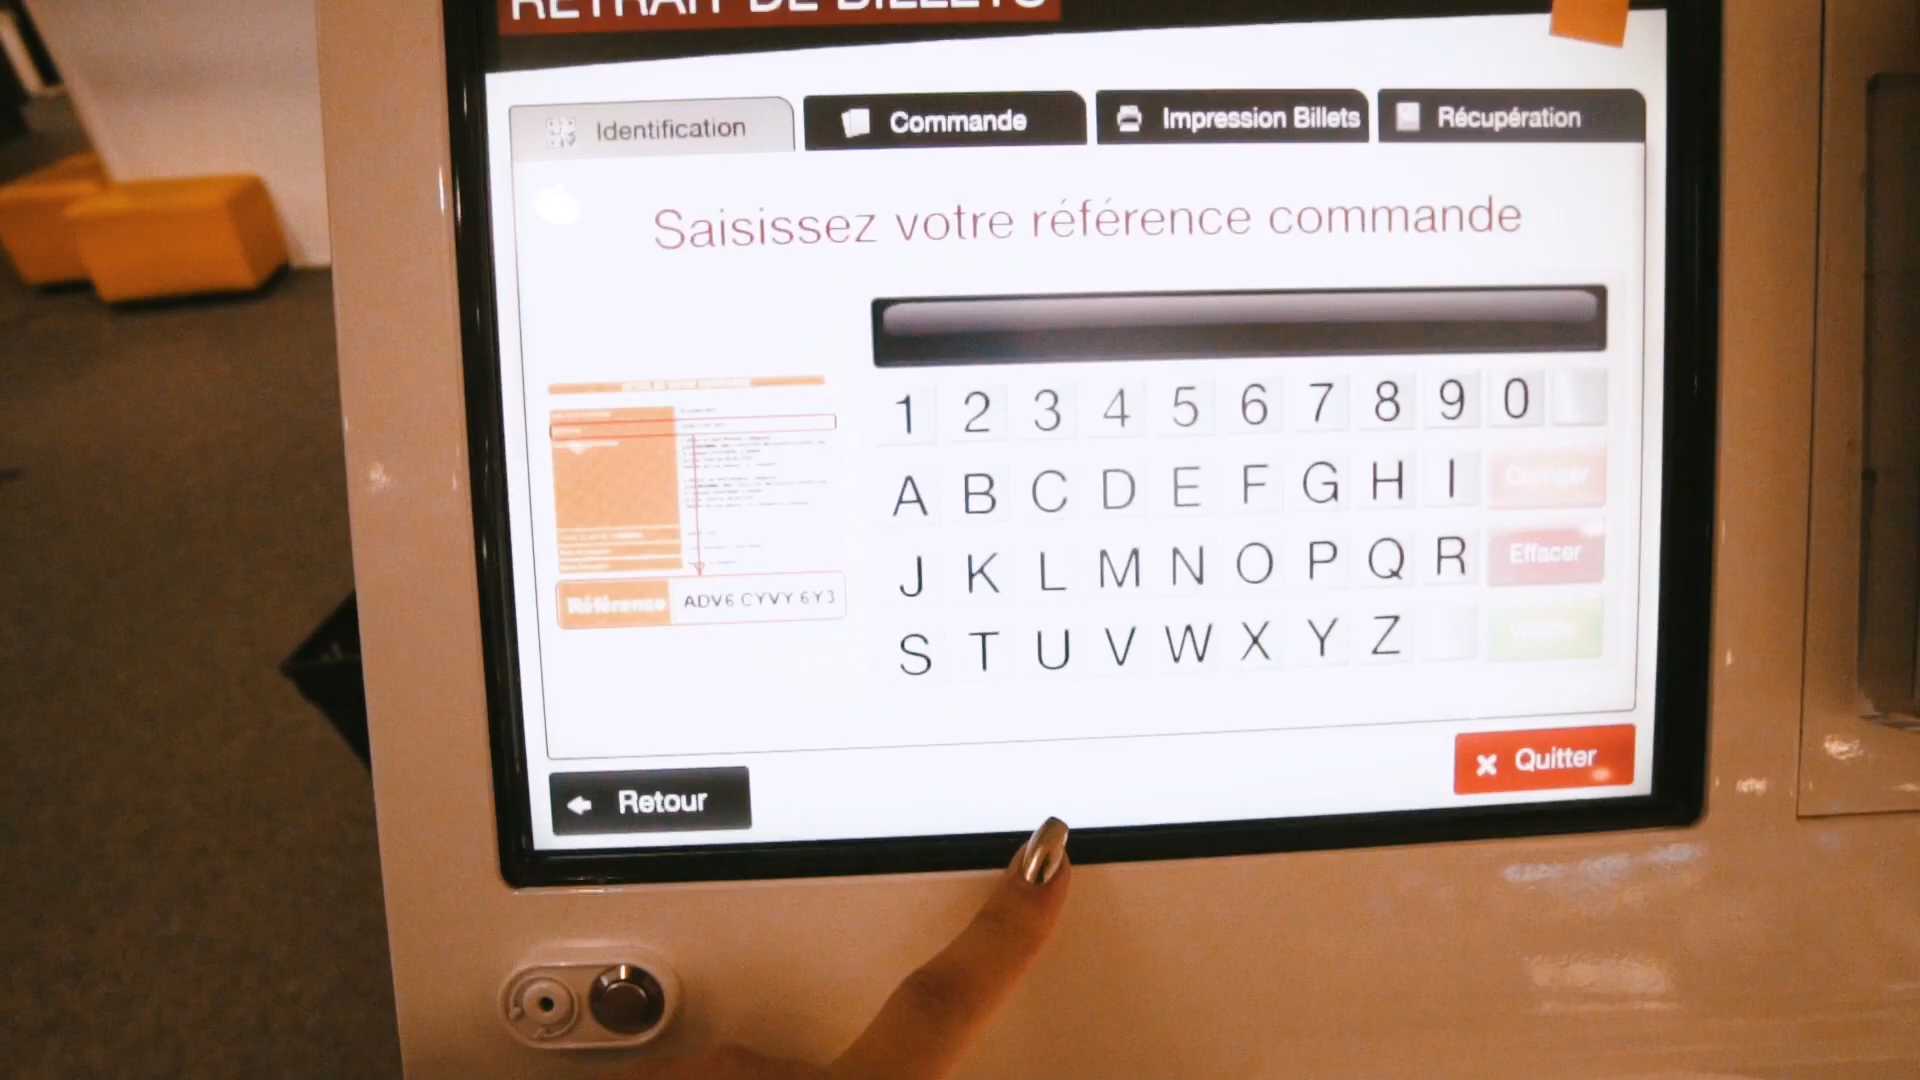 RETRAIT DE BILLETS
Identification
Commande
Impression Billets
Récupération
Saisissez votre référence commande
1 2 3 4 5 6 7 8 9 0
A B C D E F G H I Corriger
J K L M N O P Q R Effacer
S T U V W X Y Z Valider
Référence ADV6 CYVY 6Y3
Retour
Quitter